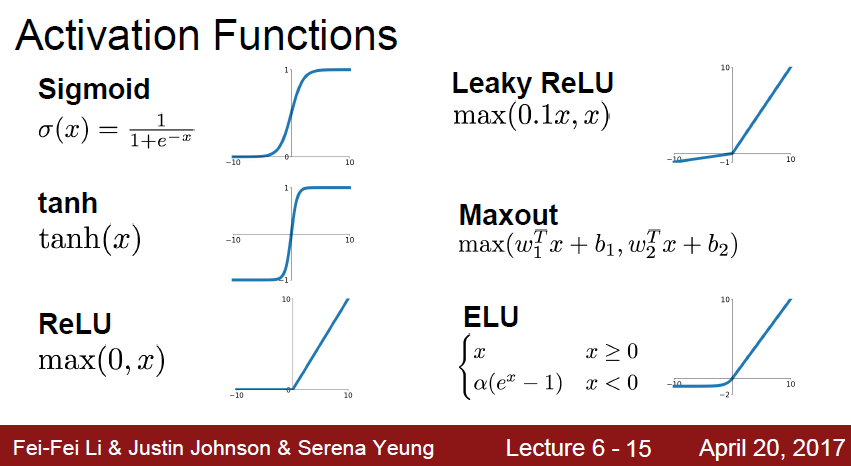 Activation Functions
Sigmoid
σ(x) = 1/(1+e^{-x})
1
-10
0
10
tanh
tanh(x)
1
-10
10
-1
ReLU
max(0, x)
10
-10
0
10
Leaky ReLU
max(0.1x, x)
10
-10
-1
10
Maxout
max(w_1^T x + b_1, w_2^T x + b_2)
ELU
x x ≥ 0
α(e^x − 1) x < 0
10
-10
-2
10
Fei-Fei Li & Justin Johnson & Serena Yeung Lecture 6 - 15 April 20, 2017